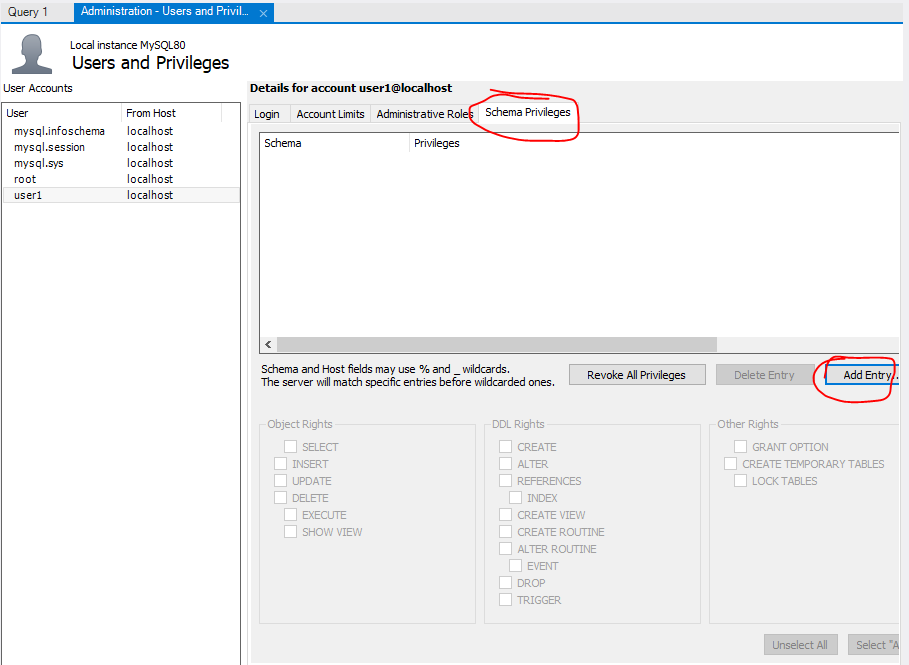 Query 1
Administration - Users and Privil...
Local instance MySQL80
Users and Privileges
User Accounts
User From Host
mysql.infoschema localhost
mysql.session localhost
mysql.sys localhost
root localhost
user1 localhost
Details for account user1@localhost
Login Account Limits Administrative Roles Schema Privileges
Schema Privileges
Schema and Host fields may use % and _ wildcards.
The server will match specific entries before wildcarded ones.
Revoke All Privileges Delete Entry Add Entry
Object Rights
SELECT
INSERT
UPDATE
DELETE
EXECUTE
SHOW VIEW
DDL Rights
CREATE
ALTER
REFERENCES
INDEX
CREATE VIEW
CREATE ROUTINE
ALTER ROUTINE
EVENT
DROP
TRIGGER
Other Rights
GRANT OPTION
CREATE TEMPORARY TABLES
LOCK TABLES
Unselect All Select "A